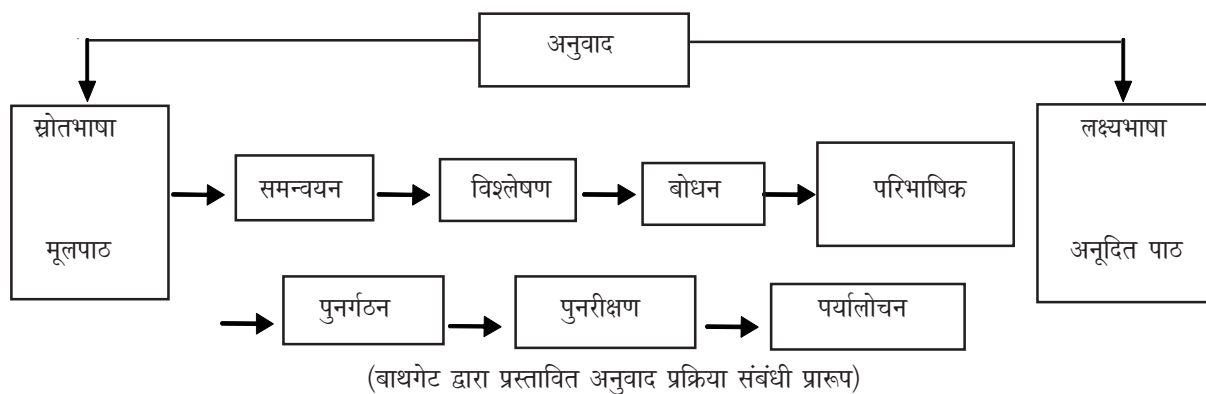 अनुवाद
स्रोतभाषा
लक्ष्यभाषा
समन्वयन
विश्लेषण
बोधन
परिभाषिक
मूलपाठ
अनूदित पाठ
पुनर्गठन
पुनरीक्षण
पर्यालोचन
(बाथगेट द्वारा प्रस्तावित अनुवाद प्रक्रिया संबंधी प्रारूप)